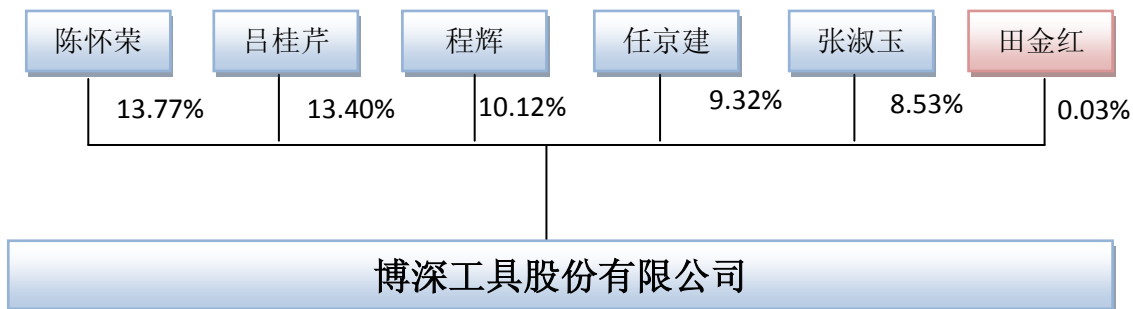 陈怀荣 吕桂芹 程辉 任京建 张淑玉 田金红
13.77% 13.40% 10.12% 9.32% 8.53% 0.03%
博深工具股份有限公司